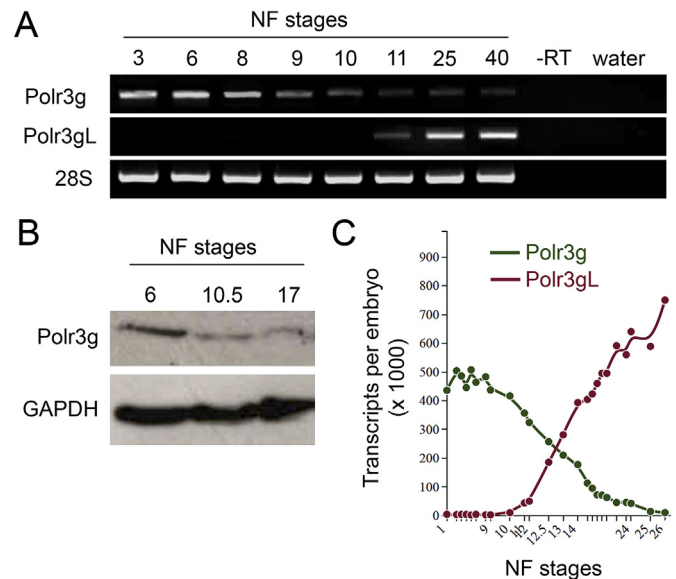 A
NF stages
3 6 8 9 10 11 25 40 -RT water
Polr3g
Polr3gL
28S
B
NF stages
6 10.5 17
Polr3g
GAPDH
C
Polr3g
Polr3gL
Transcripts per embryo
(x 1000)
900
800
700
600
500
400
300
200
100
0
1 9 10 12 12.5 13 14 24 25 26
NF stages